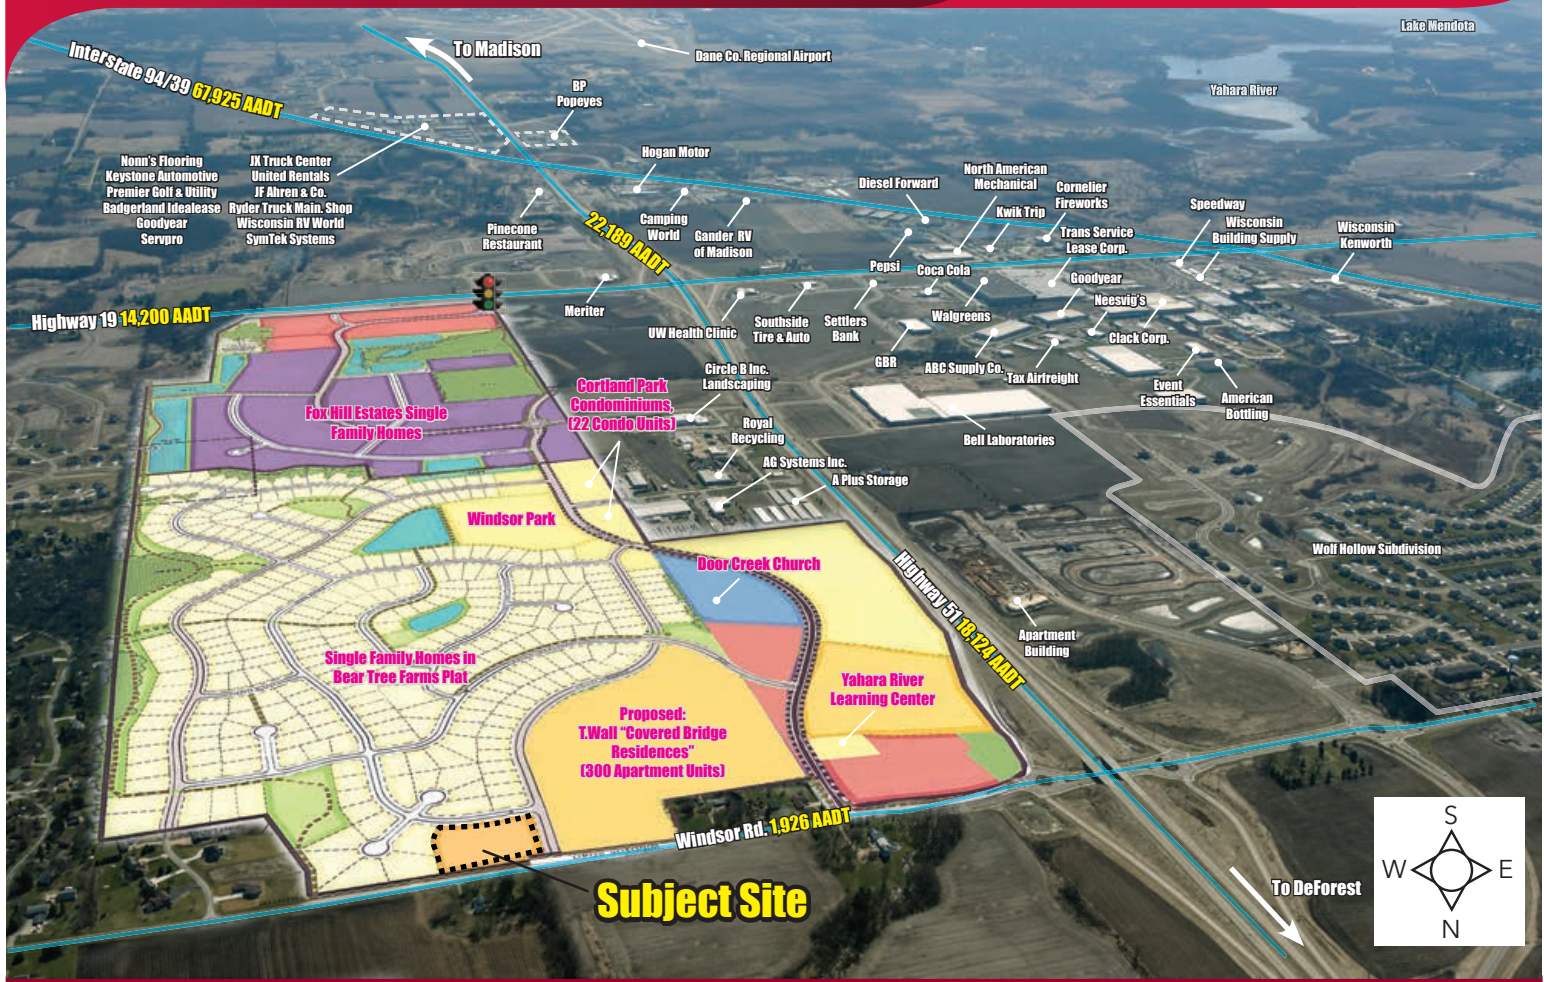 Lake Mendota
To Madison
Dane Co. Regional Airport
Interstate 94/39 67,925 AADT
BP
Popeyes
Yahara River
Nonn's Flooring
Keystone Automotive
Premier Golf & Utility
Badgerland Idealease
Goodyear
Servpro
JX Truck Center
United Rentals
JF Ahren & Co.
Ryder Truck Main. Shop
Wisconsin RV World
SymTek Systems
Hogan Motor
Pinecone
Restaurant
22,189 AADT
Camping
World
Gander RV
of Madison
Diesel Forward
North American
Mechanical
Cornelier
Fireworks
Kwik Trip
Trans Service
Lease Corp.
Speedway
Wisconsin
Building Supply
Wisconsin
Kenworth
Pepsi
Coca Cola
Goodyear
Neesvig's
Highway 19 14,200 AADT
Meriter
UW Health Clinic
Southside
Tire & Auto
Settlers
Bank
Walgreens
Clack Corp.
GBR
ABC Supply Co.
Tax Airfreight
Event
Essentials
American
Bottling
Circle B Inc.
Landscaping
Cortland Park
Condominiums,
(22 Condo Units)
Fox Hill Estates Single
Family Homes
Royal
Recycling
Bell Laboratories
AG Systems Inc.
A Plus Storage
Windsor Park
Door Creek Church
Wolf Hollow Subdivision
Highway 51 18,124 AADT
Apartment
Building
Single Family Homes in
Bear Tree Farms Plat
Yahara River
Learning Center
Proposed:
T.Wall “Covered Bridge
Residences”
(300 Apartment Units)
Windsor Rd. 1,926 AADT
Subject Site
To DeForest
S
W
E
N